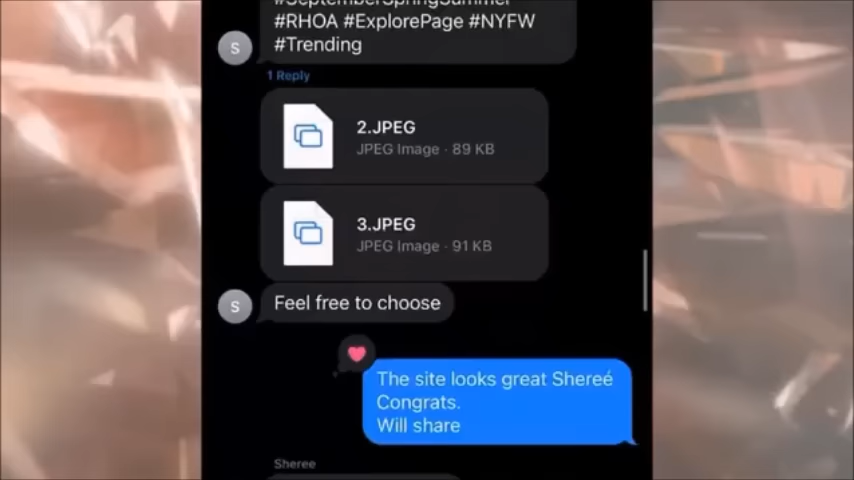 #SeptemberSpringSummer
#RHOA #ExplorePage #NYFW
#Trending
S
1 Reply
2.JPEG
JPEG Image · 89 KB
3.JPEG
JPEG Image · 91 KB
S
Feel free to choose
The site looks great Shereé
Congrats.
Will share
Sheree